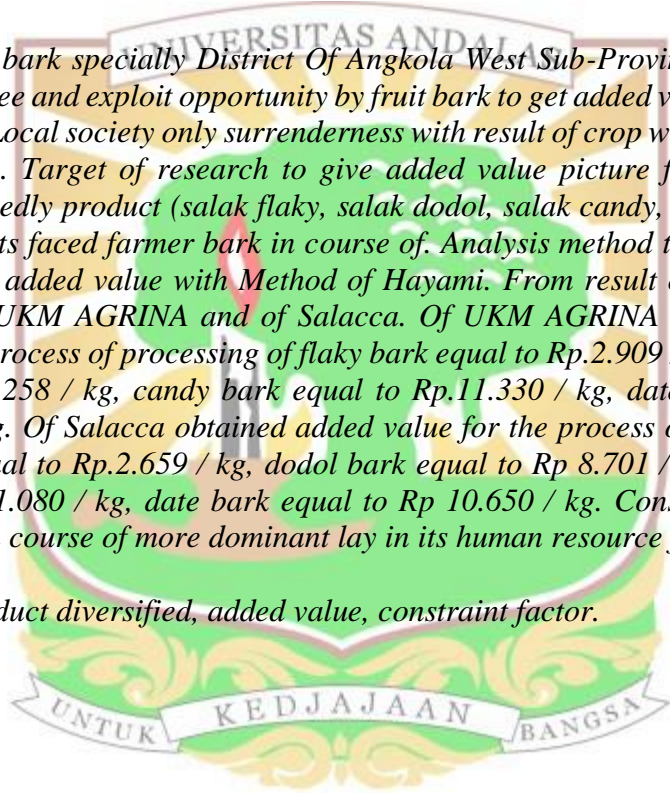 UNIVERSITAS ANDALAS
bark specially District Of Angkola West Sub-Provin
ee and exploit opportunity by fruit bark to get added v
Local society only surrenderness with result of crop w
. Target of research to give added value picture f
edly product (salak flaky, salak dodol, salak candy,
ts faced farmer bark in course of. Analysis method t
added value with Method of Hayami. From result
UKM AGRINA and of Salacca. Of UKM AGRINA
rocess of processing of flaky bark equal to Rp.2.909
258 / kg, candy bark equal to Rp.11.330 / kg, date
g. Of Salacca obtained added value for the process o
ual to Rp.2.659 / kg, dodol bark equal to Rp 8.701 /
1.080 / kg, date bark equal to Rp 10.650 / kg. Cons
course of more dominant lay in its human resource
duct diversified, added value, constraint factor.
UNTUK KEDJAJAAN BANGSA